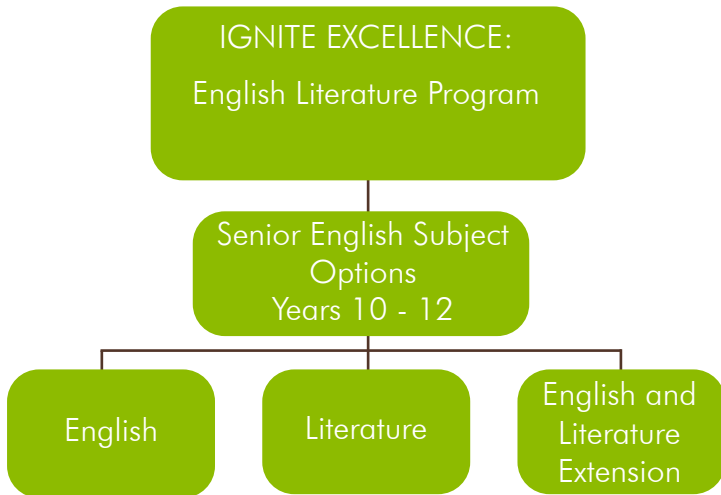 IGNITE EXCELLENCE:
English Literature Program
Senior English Subject
Options
Years 10 - 12
English
Literature
English and
Literature
Extension